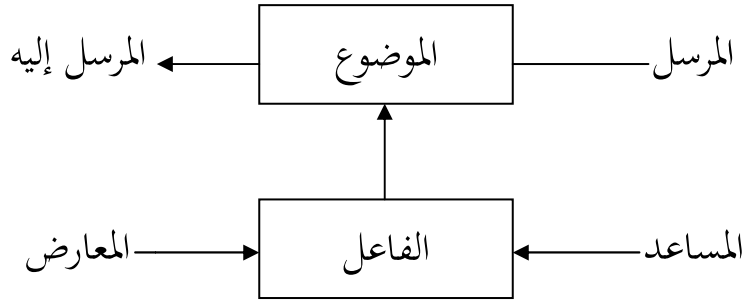 المرسل الموضوع المرسل إليه
المساعد الفاعل المعارض